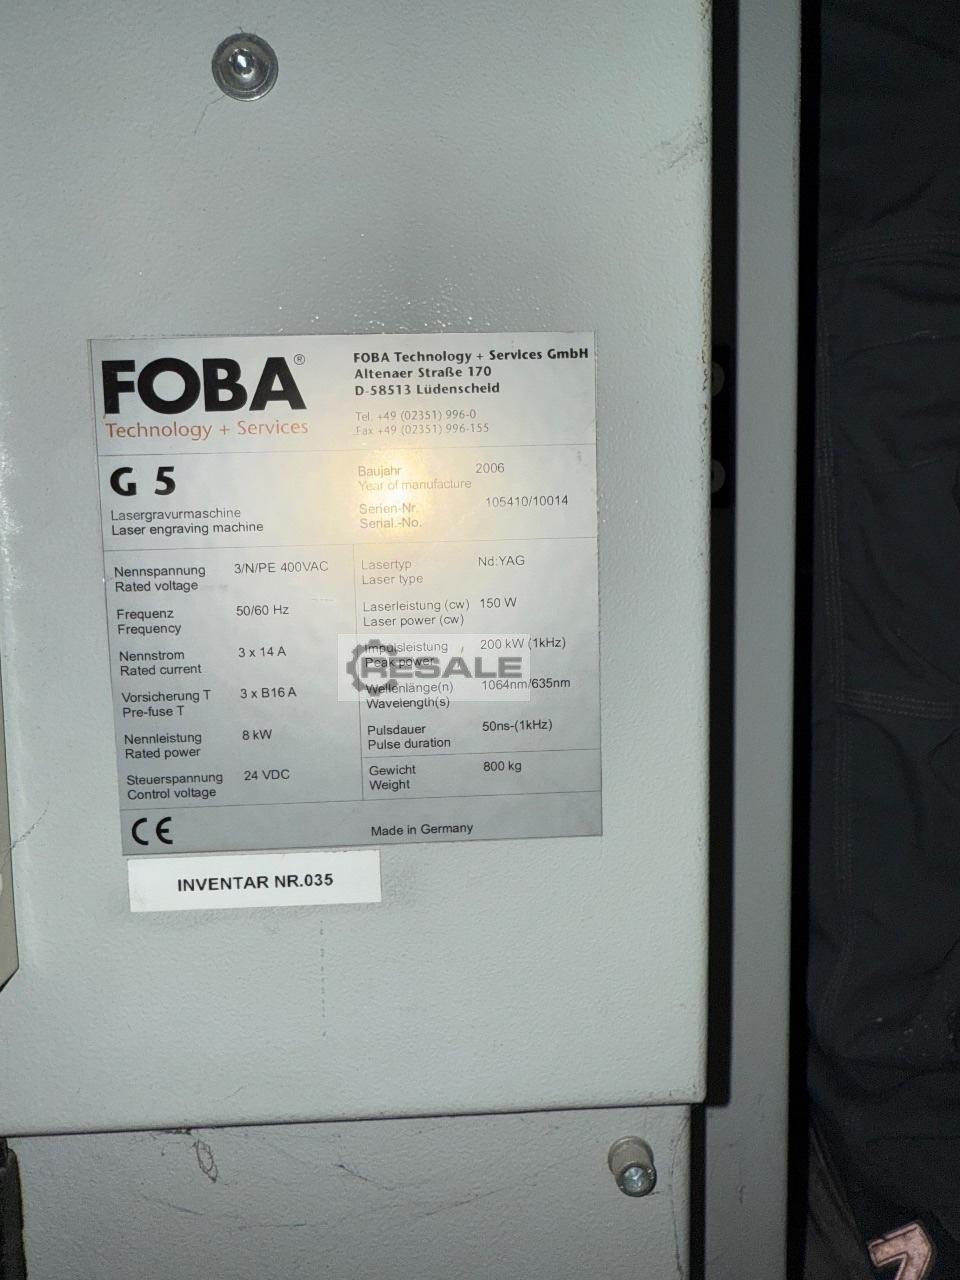 FOBA®
Technology + Services
FOBA Technology + Services GmbH
Altenaer Straße 170
D-58513 Lüdenscheid
Tel. +49 (02351) 996-0
Fax +49 (02351) 996-155
G 5
Lasergravurmaschine
Laser engraving machine
Baujahr 2006
Year of manufacture
Serien-Nr. 105410/10014
Serial.-No.
Nennspannung 3/N/PE 400VAC
Rated voltage
Frequenz 50/60 Hz
Frequency
Nennstrom 3 x 14 A
Rated current
Vorsicherung T 3 x B16 A
Pre-fuse T
Nennleistung 8 kW
Rated power
Steuerspannung 24 VDC
Control voltage
Lasertyp Nd:YAG
Laser type
Laserleistung (cw) 150 W
Laser power (cw)
Impulsleistung 200 kW (1kHz)
Peak power
Wellenlänge(n) 1064nm/635nm
Wavelength(s)
Pulsdauer 50ns-(1kHz)
Pulse duration
Gewicht 800 kg
Weight
CE
Made in Germany
RESALE
INVENTAR NR.035